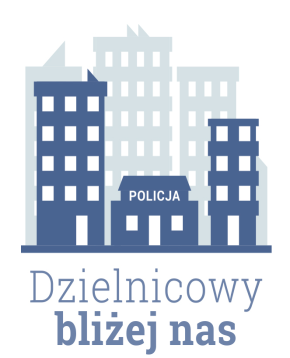 POLICJA
Dzielnicowy
bliżej nas